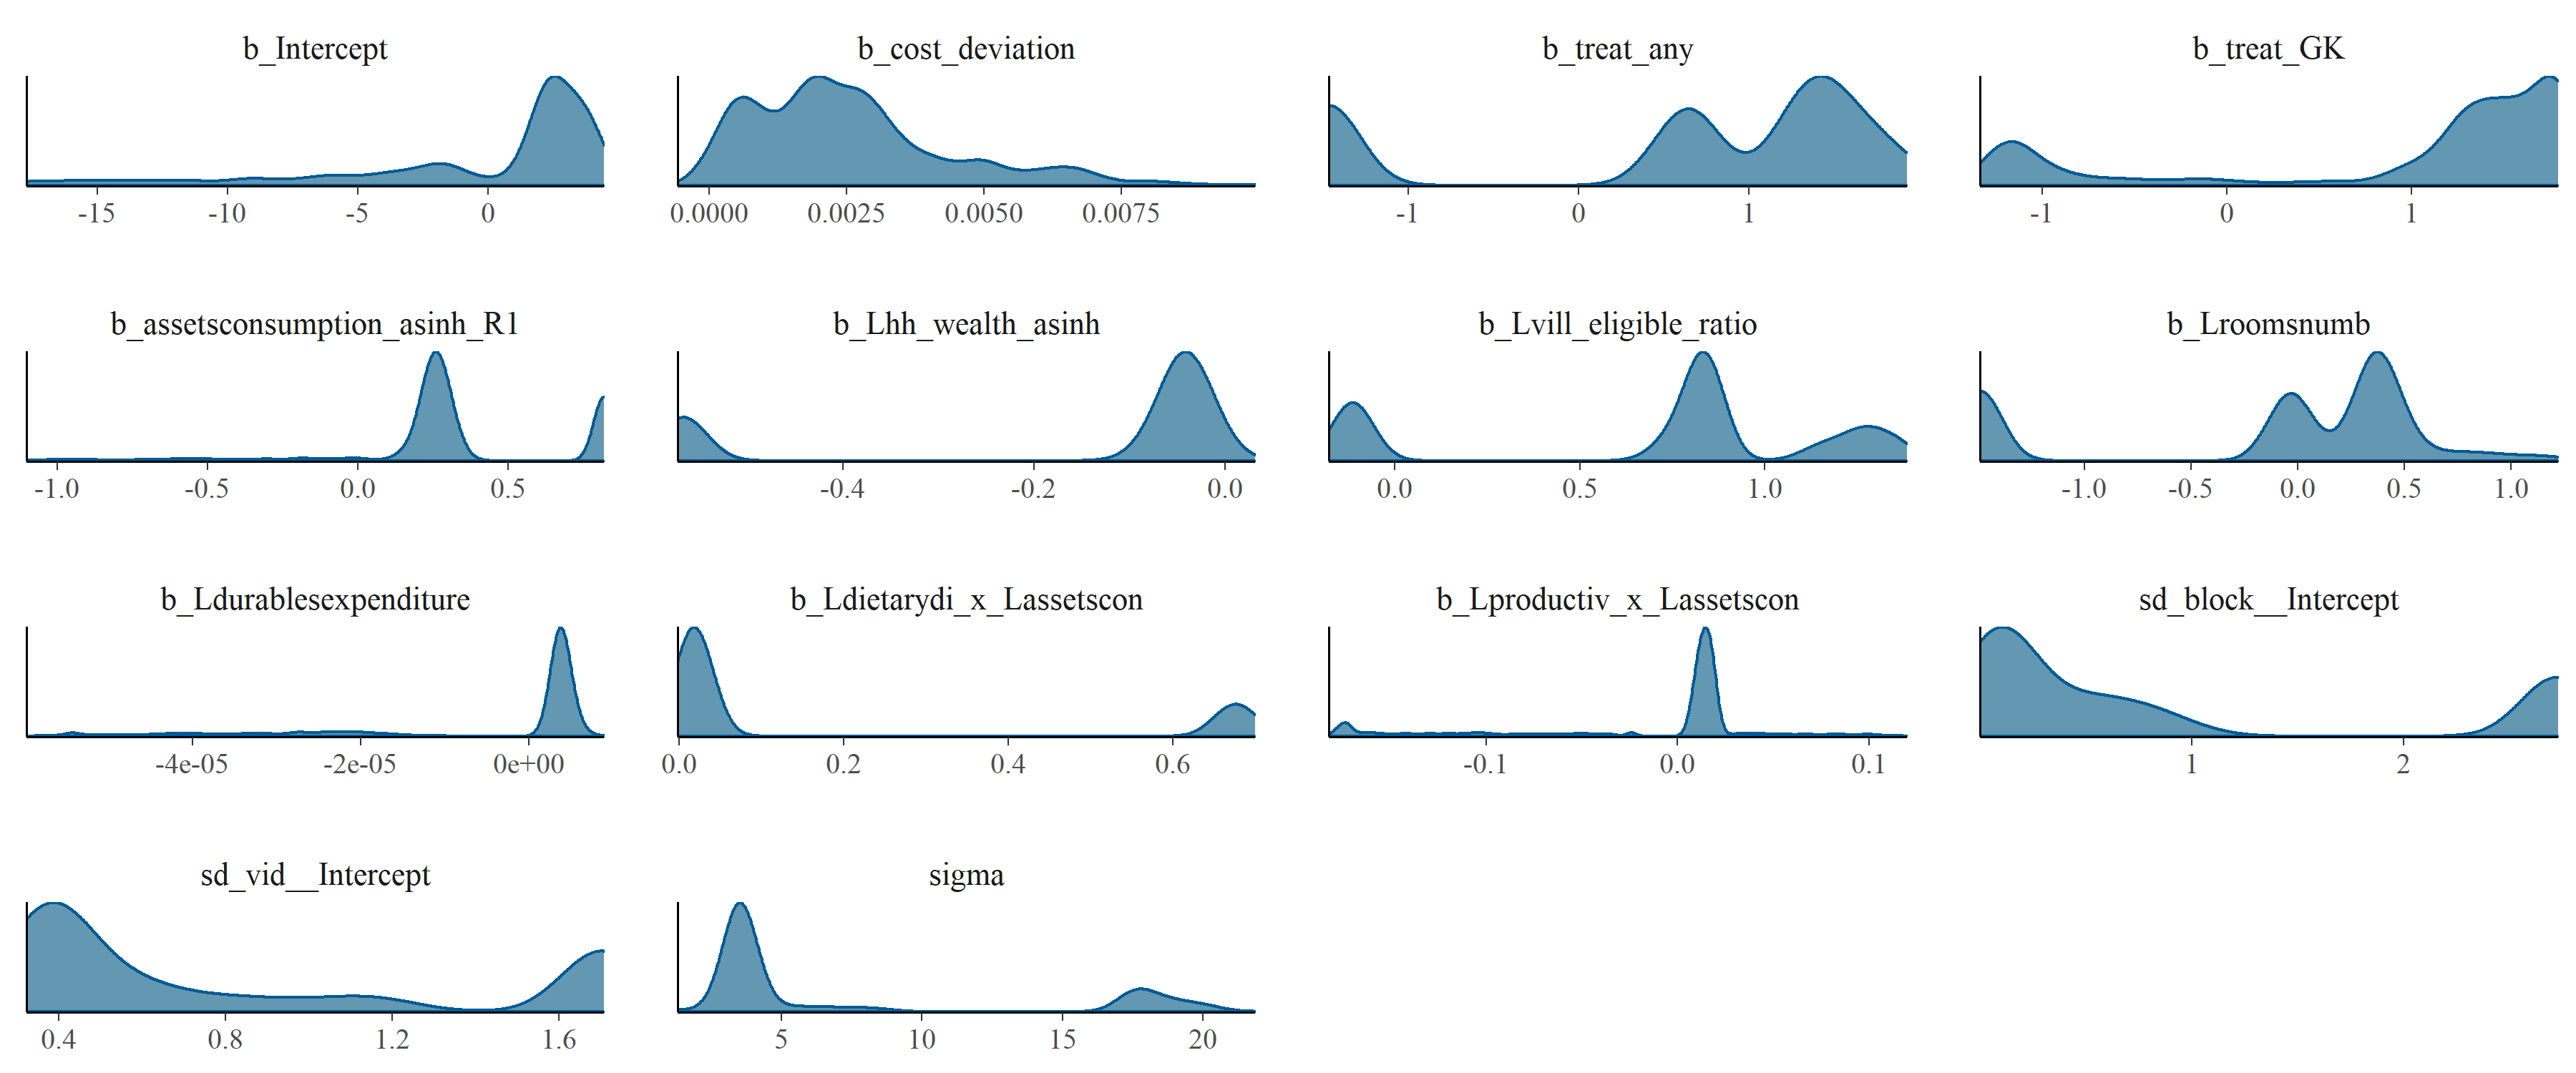 b_Intercept b_cost_deviation b_treat_any b_treat_GK
-15 -10 -5 0 0.0000 0.0025 0.0050 0.0075 -1 0 1 -1 0 1
b_assetsconsumption_asinh_R1 b_Lhh_wealth_asinh b_Lvill_eligible_ratio b_Lroomsnumb
-1.0 -0.5 0.0 0.5 -0.4 -0.2 0.0 0.0 0.5 1.0 -1.0 -0.5 0.0 0.5 1.0
b_Ldurablesexpenditure b_Ldietarydi_x_Lassetscon b_Lproductiv_x_Lassetscon sd_block__Intercept
-4e-05 -2e-05 0e+00 0.0 0.2 0.4 0.6 -0.1 0.0 0.1 1 2
sd_vid__Intercept sigma
0.4 0.8 1.2 1.6 5 10 15 20